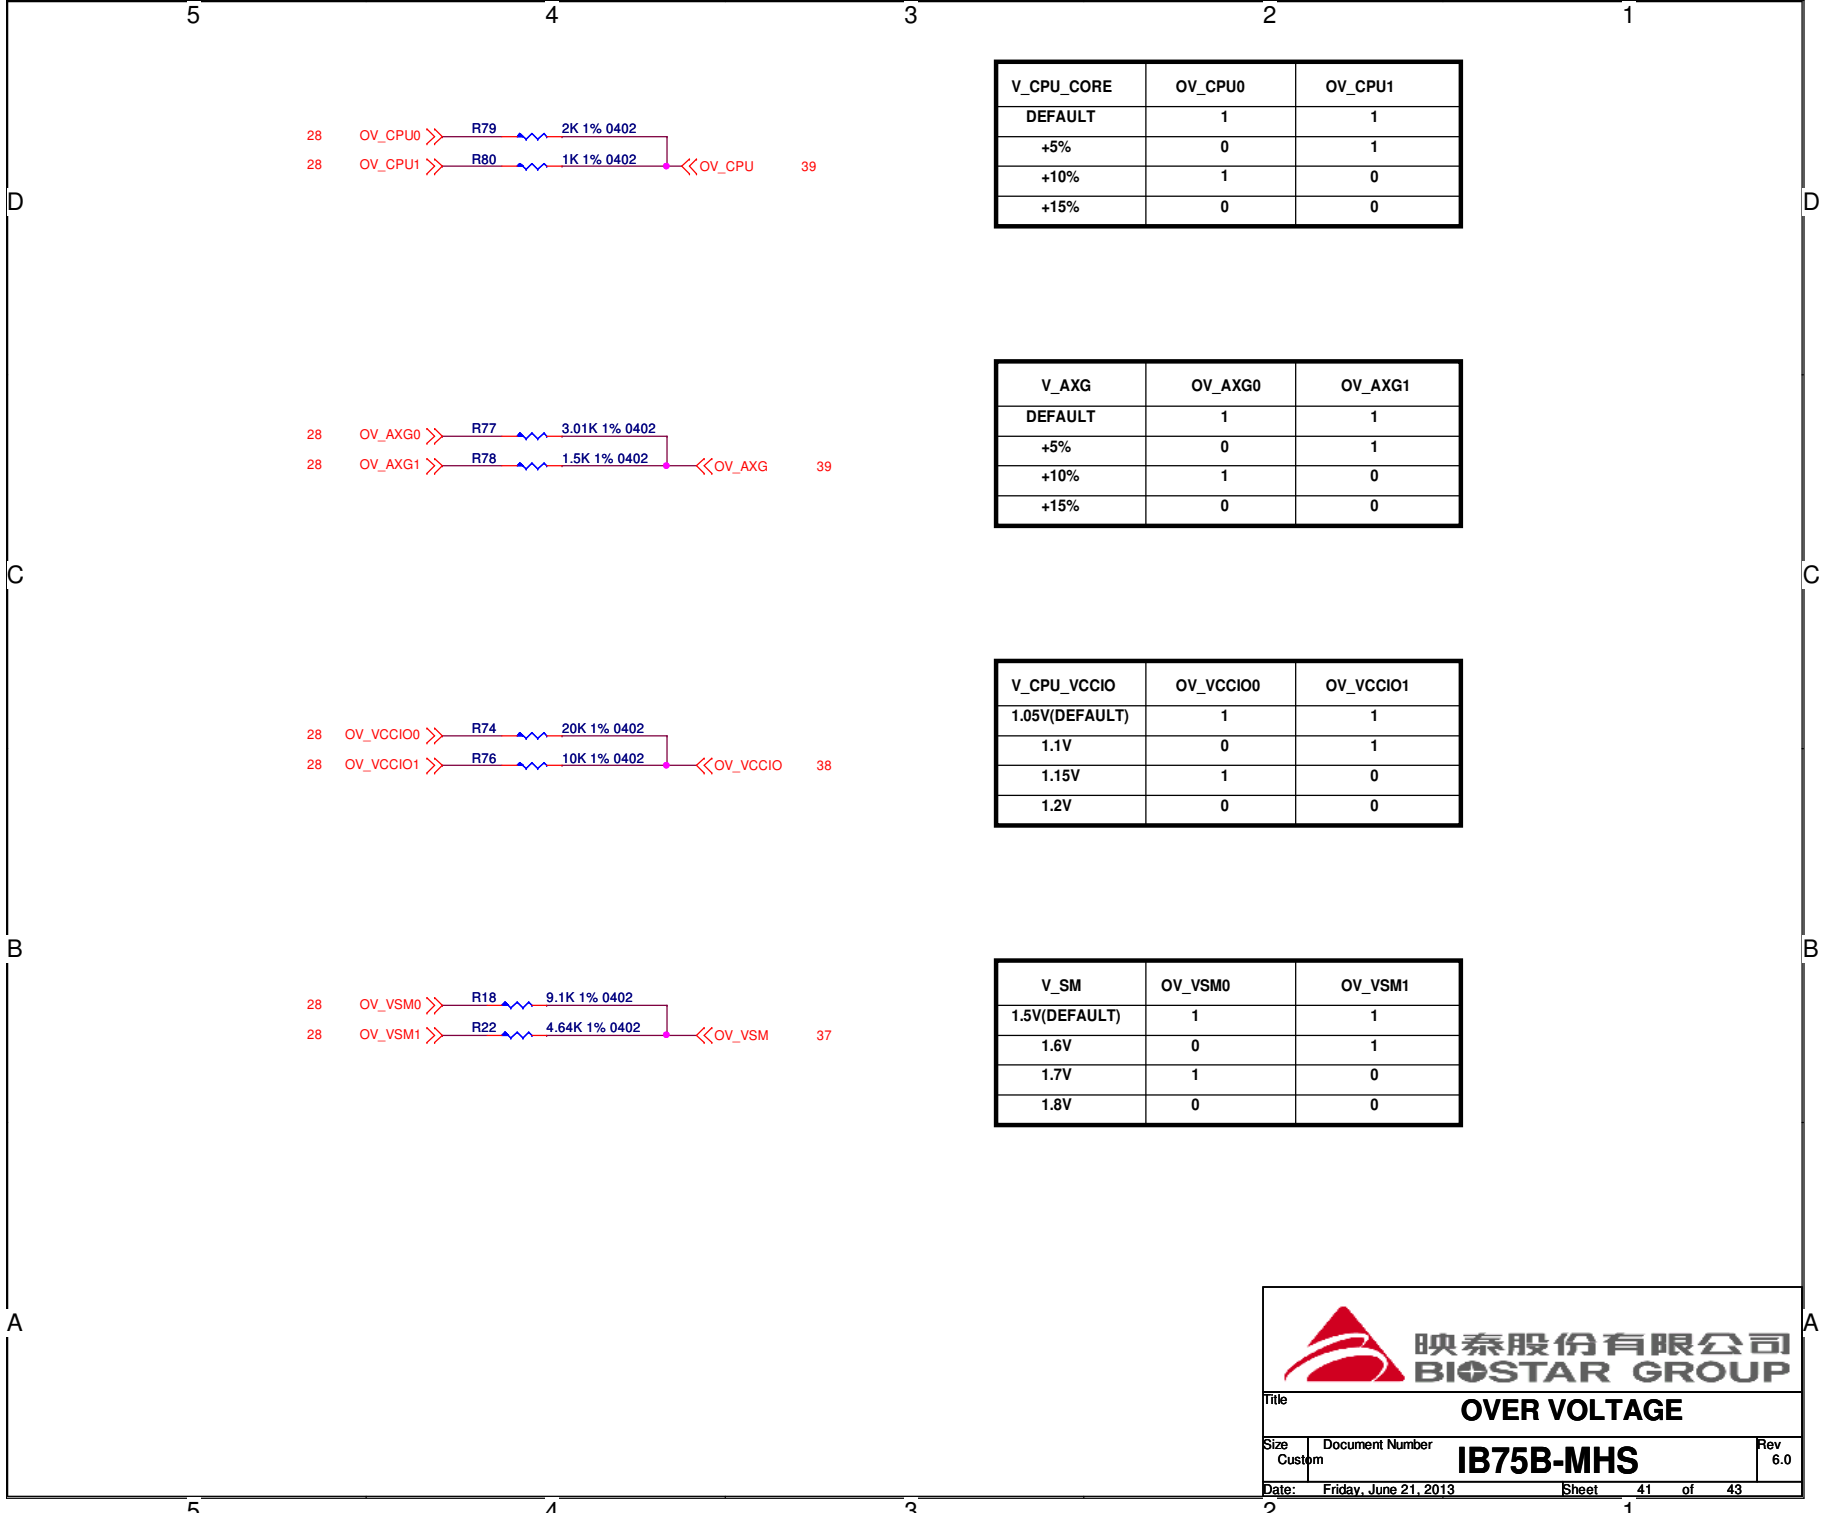 5 4 3 2 1
V_CPU_CORE OV_CPU0 OV_CPU1
DEFAULT 1 1
+5% 0 1
+10% 1 0
+15% 0 0
28 OV_CPU0 R79 2K 1% 0402
28 OV_CPU1 R80 1K 1% 0402 OV_CPU 39
D D
V_AXG OV_AXG0 OV_AXG1
DEFAULT 1 1
+5% 0 1
+10% 1 0
+15% 0 0
28 OV_AXG0 R77 3.01K 1% 0402
28 OV_AXG1 R78 1.5K 1% 0402 OV_AXG 39
C C
V_CPU_VCCIO OV_VCCIO0 OV_VCCIO1
1.05V(DEFAULT) 1 1
1.1V 0 1
1.15V 1 0
1.2V 0 0
28 OV_VCCIO0 R74 20K 1% 0402
28 OV_VCCIO1 R76 10K 1% 0402 OV_VCCIO 38
B B
V_SM OV_VSM0 OV_VSM1
1.5V(DEFAULT) 1 1
1.6V 0 1
1.7V 1 0
1.8V 0 0
28 OV_VSM0 R18 9.1K 1% 0402
28 OV_VSM1 R22 4.64K 1% 0402 OV_VSM 37
A A
映泰股份有限公司
BIOSTAR GROUP
Title
OVER VOLTAGE
Size Document Number Rev
Custom IB75B-MHS 6.0
Date: Friday, June 21, 2013 Sheet 41 of 43
5 4 3 2 1